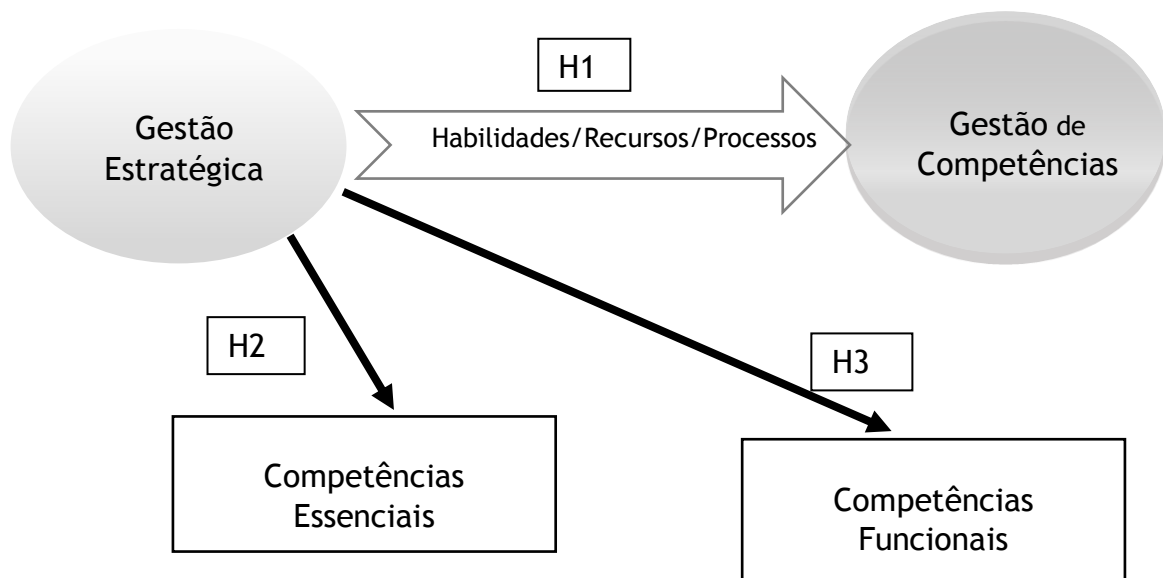 H1
Gestão
Estratégica
Habilidades/Recursos/Processos
Gestão de
Competências
H2
H3
Competências
Essenciais
Competências
Funcionais